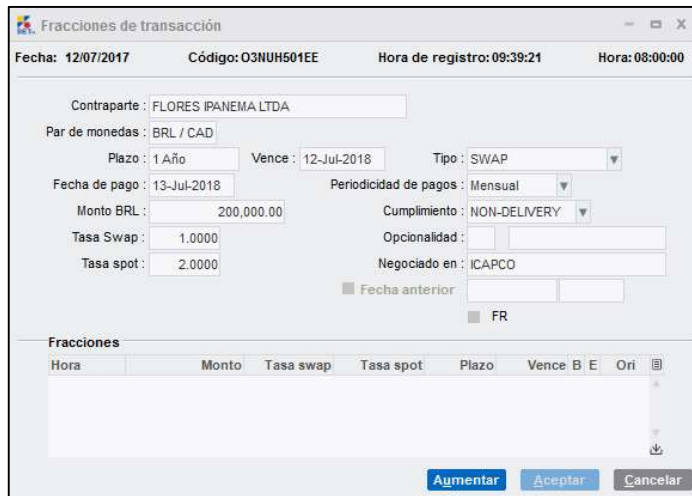 Fracciones de transacción
Fecha: 12/07/2017 Código: O3NUH501EE Hora de registro: 09:39:21 Hora: 08:00:00
Contraparte : FLORES IPANEMA LTDA
Par de monedas : BRL / CAD
Plazo : 1 Año Vence : 12-Jul-2018 Tipo : SWAP
Fecha de pago : 13-Jul-2018 Periodicidad de pagos : Mensual
Monto BRL : 200,000.00 Cumplimiento : NON-DELIVERY
Tasa Swap : 1.0000 Opcionalidad :
Tasa spot : 2.0000 Negociado en : ICAPCO
Fecha anterior
FR
Fracciones
Hora Monto Tasa swap Tasa spot Plazo Vence B E Ori
Aumentar Aceptar Cancelar